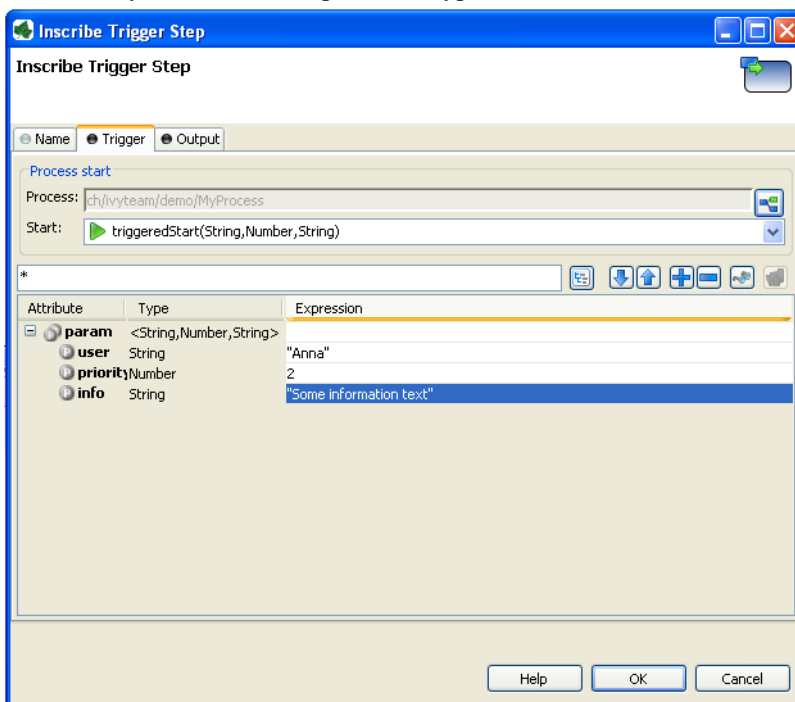 Inscribe Trigger Step
Inscribe Trigger Step
Name Trigger Output
Process start
Process: ch/ivyteam/demo/MyProcess
Start: triggeredStart(String,Number,String)
*
Attribute Type Expression
param <String,Number,String>
user String "Anna"
priority Number 2
info String "Some information text"
Help OK Cancel